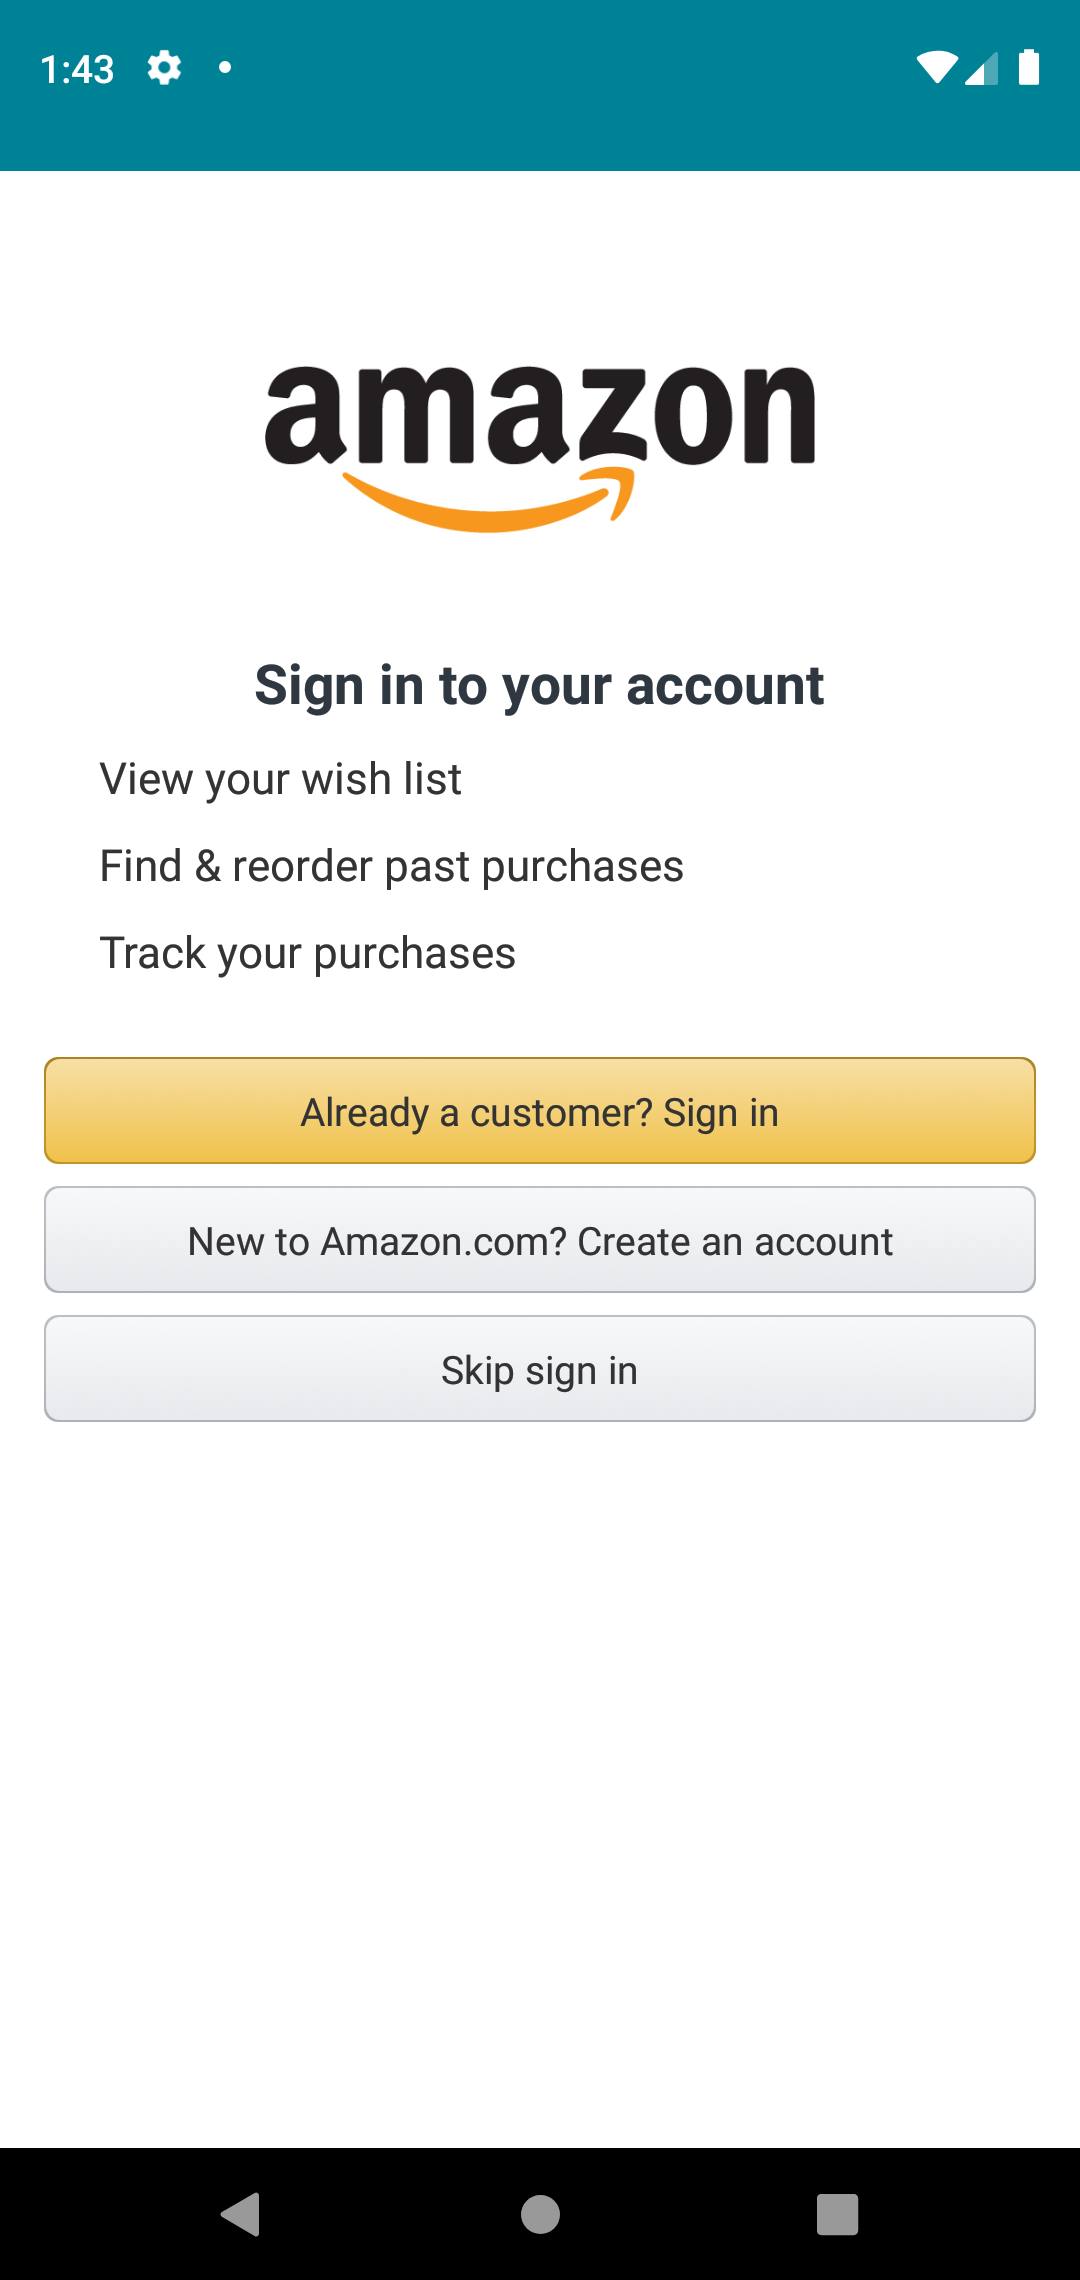 1:43
amazon
Sign in to your account
View your wish list
Find & reorder past purchases
Track your purchases
Already a customer? Sign in
New to Amazon.com? Create an account
Skip sign in